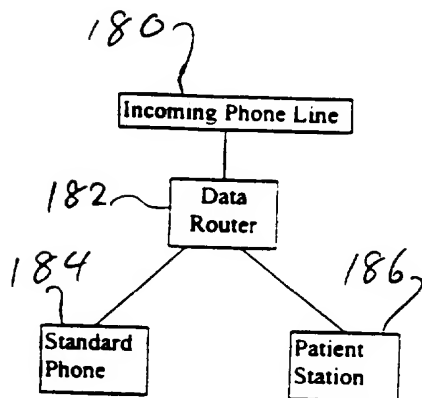 180
Incoming Phone Line
182
Data
Router
184
186
Standard
Phone
Patient
Station